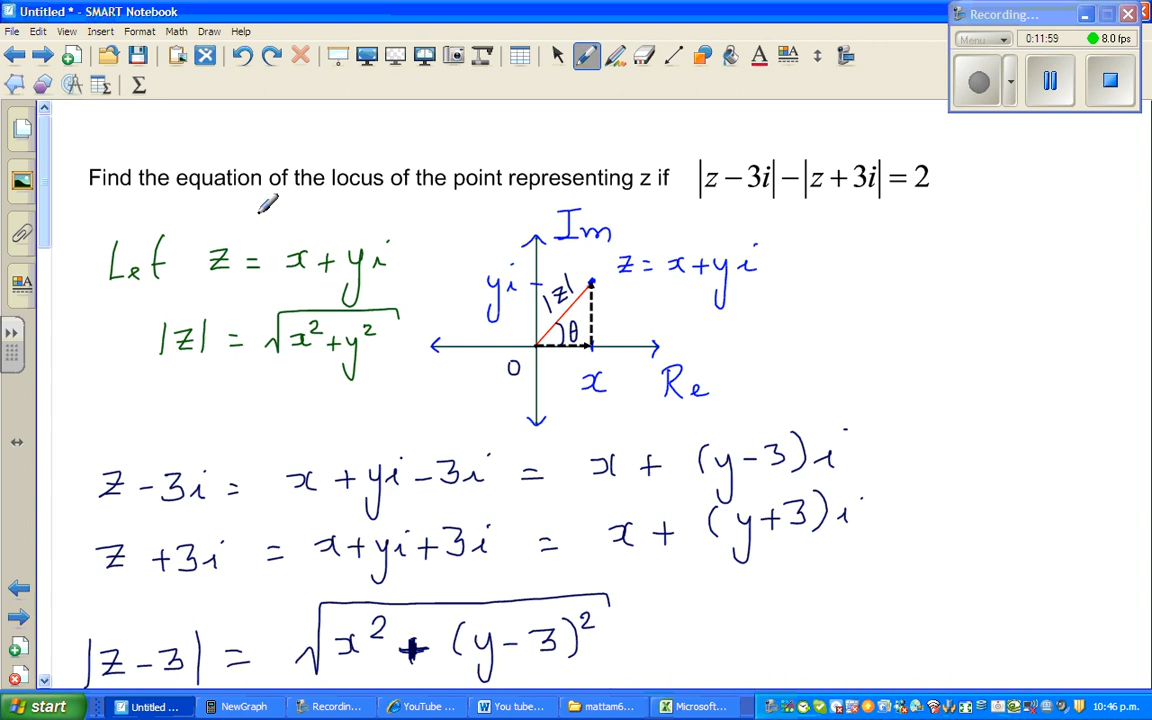 Untitled * - SMART Notebook
Recording...
File Edit View Insert Format Math Draw Help
Menu
0:11:59
8.0 fps
Find the equation of the locus of the point representing z if |z − 3i| − |z + 3i| = 2
Im
Let z = x + yi
z = x + yi
yi
|z|
|z| = √x² + y²
θ
0
x
Re
z − 3i = x + yi − 3i = x + (y − 3)i
z + 3i = x + yi + 3i = x + (y + 3)i
|z − 3| = √x² + (y − 3)²
start
Untitled *...
NewGraph
Recordin...
YouTube ...
You tube...
mattam6...
Microsoft...
10:46 p.m.